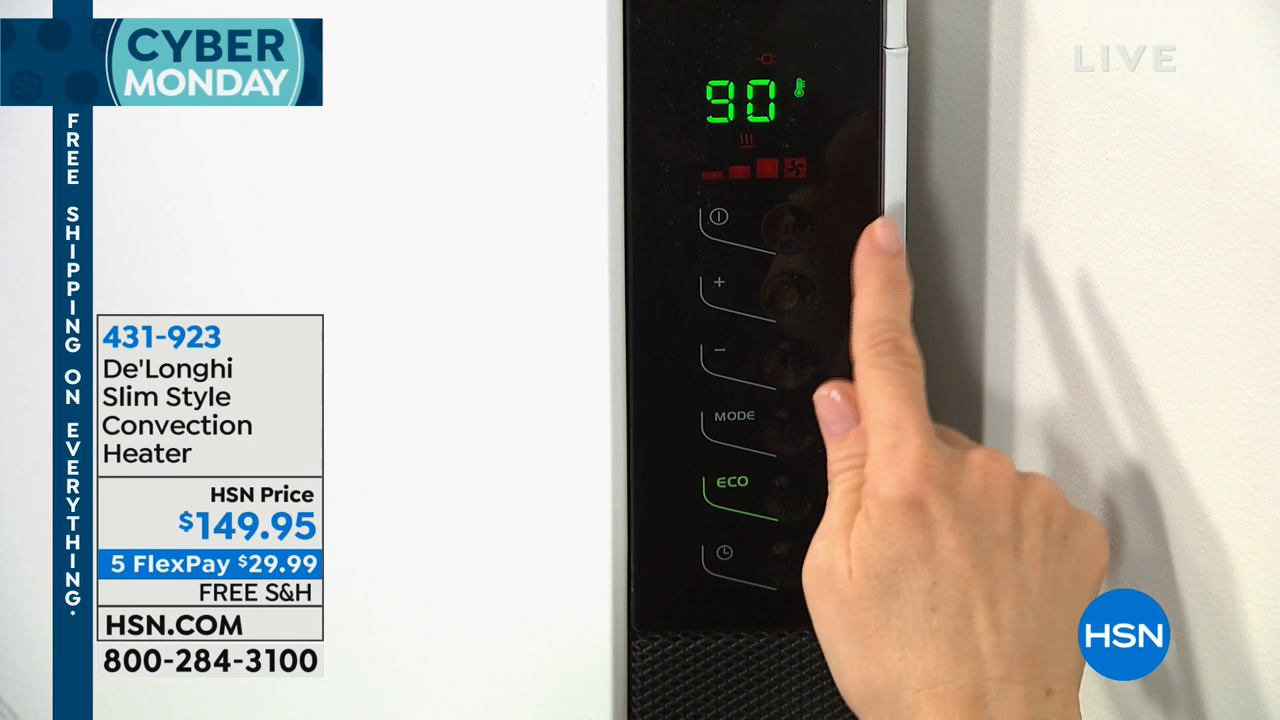 CYBER
MONDAY
FREE SHIPPING ON EVERYTHING.
431-923
De'Longhi
Slim Style
Convection
Heater
HSN Price
$149.95
5 FlexPay $29.99
FREE S&H
HSN.COM
800-284-3100
LIVE
90
+
−
MODE
ECO
HSN